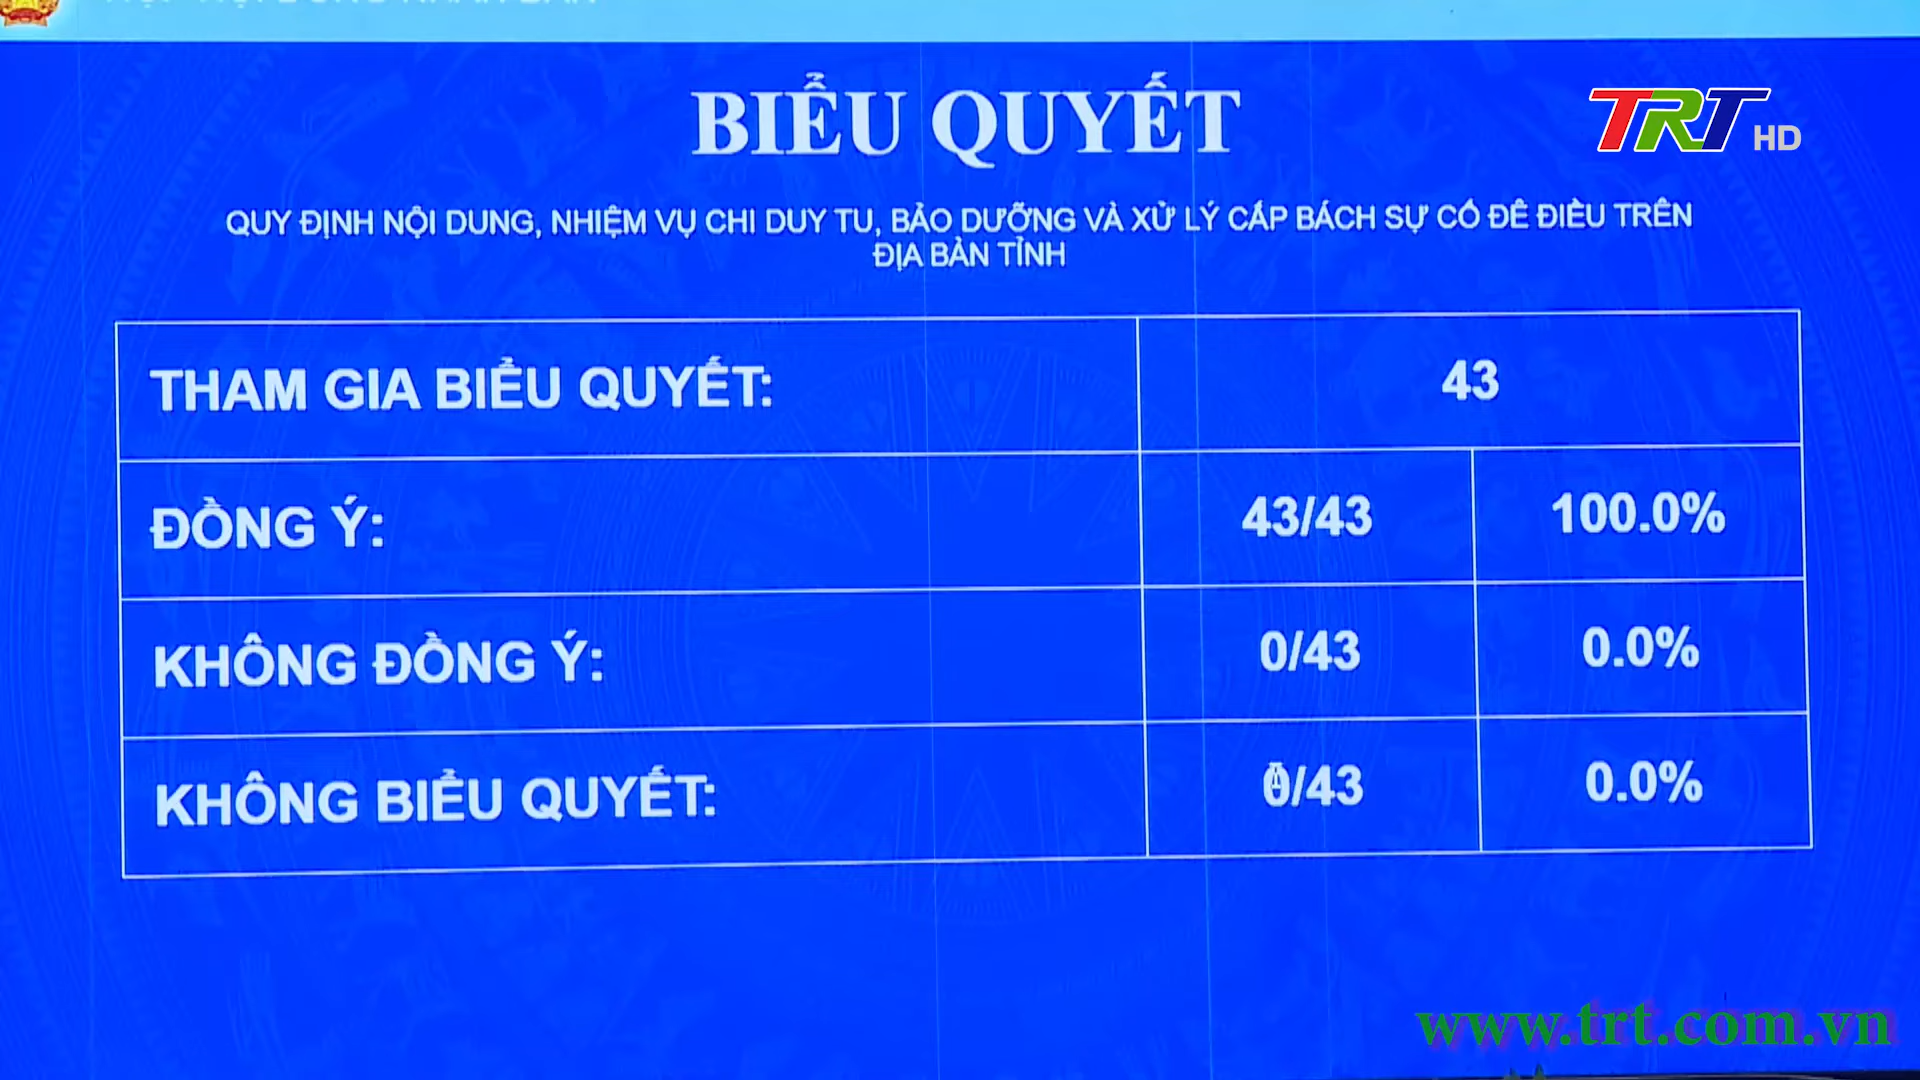 BIỂU QUYẾT
TRT HD
QUY ĐỊNH NỘI DUNG, NHIỆM VỤ CHI DUY TU, BẢO DƯỠNG VÀ XỬ LÝ CẤP BÁCH SỰ CỐ ĐÊ ĐIỀU TRÊN
ĐỊA BÀN TỈNH
THAM GIA BIỂU QUYẾT: 43
ĐỒNG Ý: 43/43 100.0%
KHÔNG ĐỒNG Ý: 0/43 0.0%
KHÔNG BIỂU QUYẾT: 0/43 0.0%
www.trt.com.vn